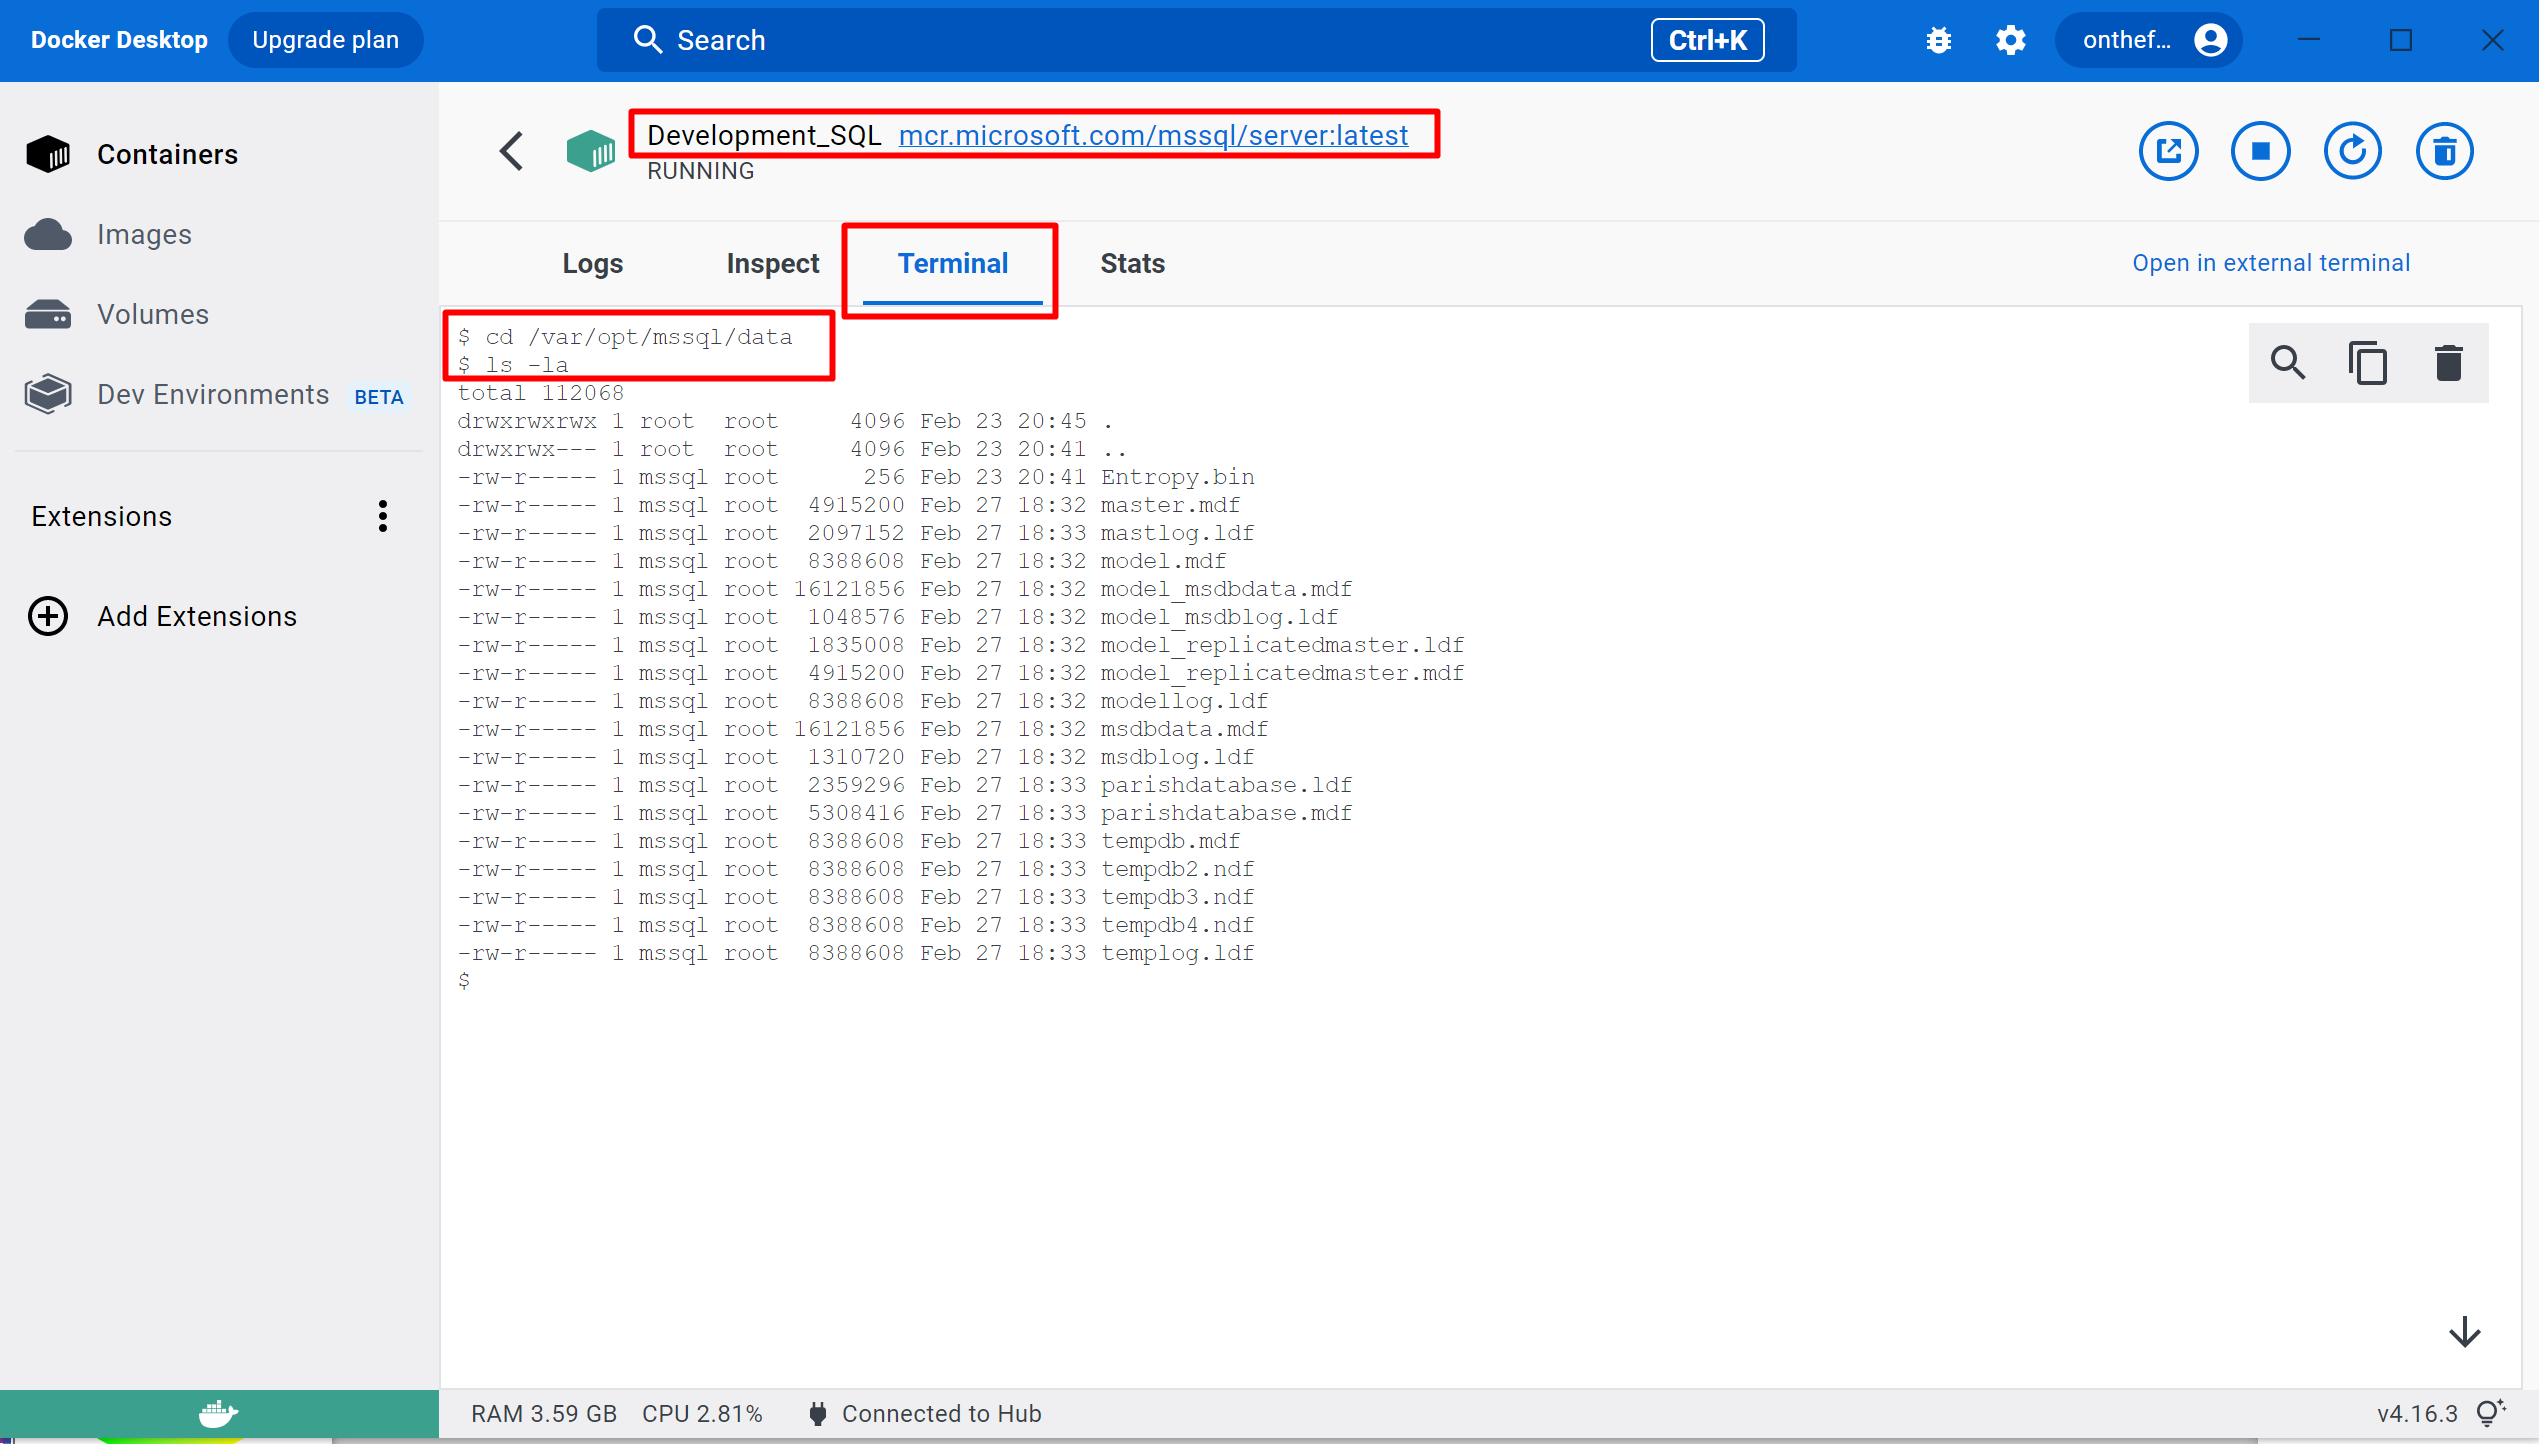 Docker Desktop
Upgrade plan
Search
Ctrl+K
onthef...
Containers
Images
Volumes
Dev Environments BETA
Extensions
Add Extensions
Development_SQL mcr.microsoft.com/mssql/server:latest
RUNNING
Logs
Inspect
Terminal
Stats
Open in external terminal
$ cd /var/opt/mssql/data
$ ls -la
total 112068
drwxrwxrwx 1 root  root     4096 Feb 23 20:45 .
drwxrwx--- 1 root  root     4096 Feb 23 20:41 ..
-rw-r----- 1 mssql root      256 Feb 23 20:41 Entropy.bin
-rw-r----- 1 mssql root  4915200 Feb 27 18:32 master.mdf
-rw-r----- 1 mssql root  2097152 Feb 27 18:33 mastlog.ldf
-rw-r----- 1 mssql root  8388608 Feb 27 18:32 model.mdf
-rw-r----- 1 mssql root 16121856 Feb 27 18:32 model_msdbdata.mdf
-rw-r----- 1 mssql root  1048576 Feb 27 18:32 model_msdblog.ldf
-rw-r----- 1 mssql root  1835008 Feb 27 18:32 model_replicatedmaster.ldf
-rw-r----- 1 mssql root  4915200 Feb 27 18:32 model_replicatedmaster.mdf
-rw-r----- 1 mssql root  8388608 Feb 27 18:32 modellog.ldf
-rw-r----- 1 mssql root 16121856 Feb 27 18:32 msdbdata.mdf
-rw-r----- 1 mssql root  1310720 Feb 27 18:32 msdblog.ldf
-rw-r----- 1 mssql root  2359296 Feb 27 18:33 parishdatabase.ldf
-rw-r----- 1 mssql root  5308416 Feb 27 18:33 parishdatabase.mdf
-rw-r----- 1 mssql root  8388608 Feb 27 18:33 tempdb.mdf
-rw-r----- 1 mssql root  8388608 Feb 27 18:33 tempdb2.ndf
-rw-r----- 1 mssql root  8388608 Feb 27 18:33 tempdb3.ndf
-rw-r----- 1 mssql root  8388608 Feb 27 18:33 tempdb4.ndf
-rw-r----- 1 mssql root  8388608 Feb 27 18:33 templog.ldf
$
RAM 3.59 GB CPU 2.81% Connected to Hub
v4.16.3